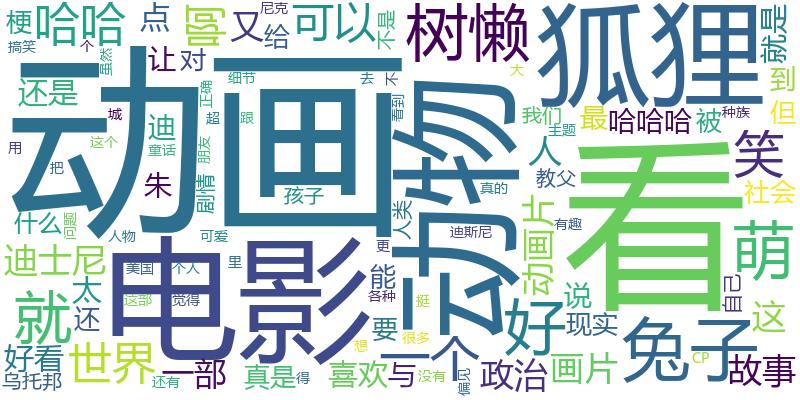 梗
哈哈
点
啊
又
给
尼克
可以
不是
树懒
狐狸
就是
搞笑
个
虽然
让
对
细节
去
不
大
动画
动物
看
还是
城
迪
正确
超
跟
看到
我们
最
哈哈哈
被
种族
到
但
用
这个
童话
朋友
主题
人
笑
把
朱
剧情
孩子
人类
真的
教父
社会
什么
问题
人物
可爱
迪斯尼
动画片
有趣
萌
迪士尼
美国
个人
里
更
电影
能
一个
自己
就
太
还
这部
觉得
各种
挺
好
说
这
要
很多
现实
兔子
好看
世界
一部
想
乌托邦
还有
真是
得
喜欢
与
没有
偏见
政治
画片
CP
故事